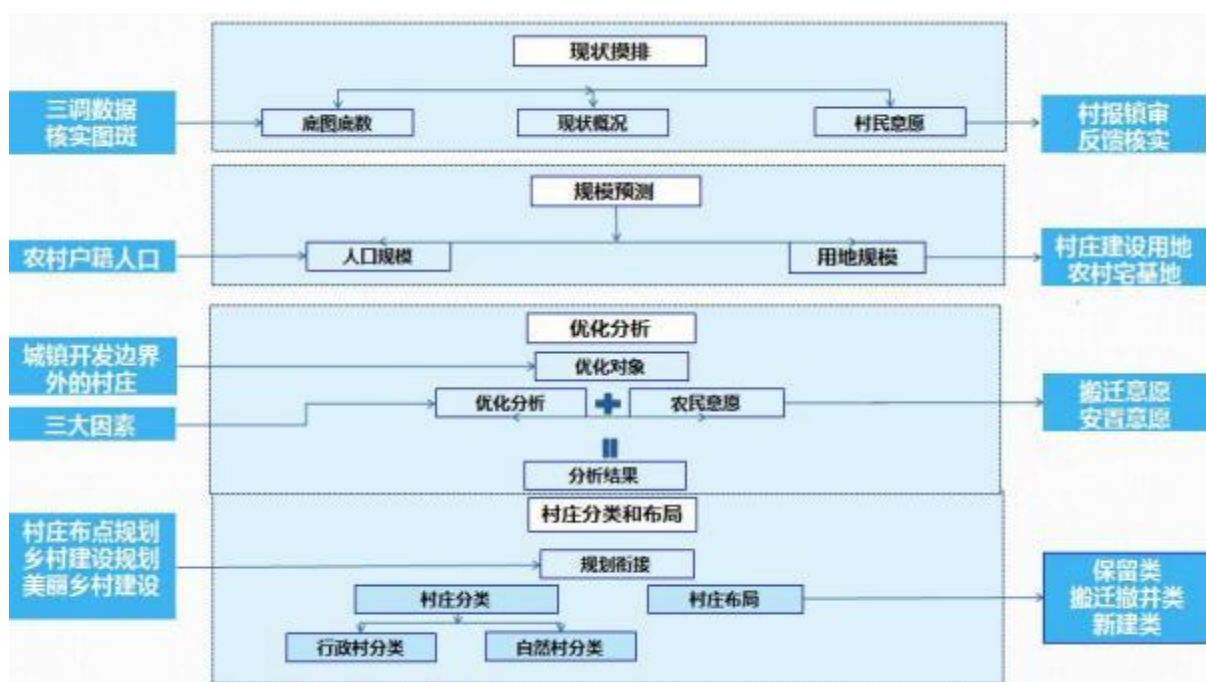 现状摸排
三调数据
核实图斑
底图底数
现状概况
村民意愿
村报镇审
反馈核实
规模预测
农村户籍人口
人口规模
用地规模
村庄建设用地
农村宅基地
优化分析
城镇开发边界
外的村庄
优化对象
三大因素
优化分析
农民意愿
搬迁意愿
安置意愿
分析结果
村庄分类和布局
村庄布点规划
乡村建设规划
美丽乡村建设
规划衔接
村庄分类
村庄布局
保留类
搬迁撤并类
新建类
行政村分类
自然村分类